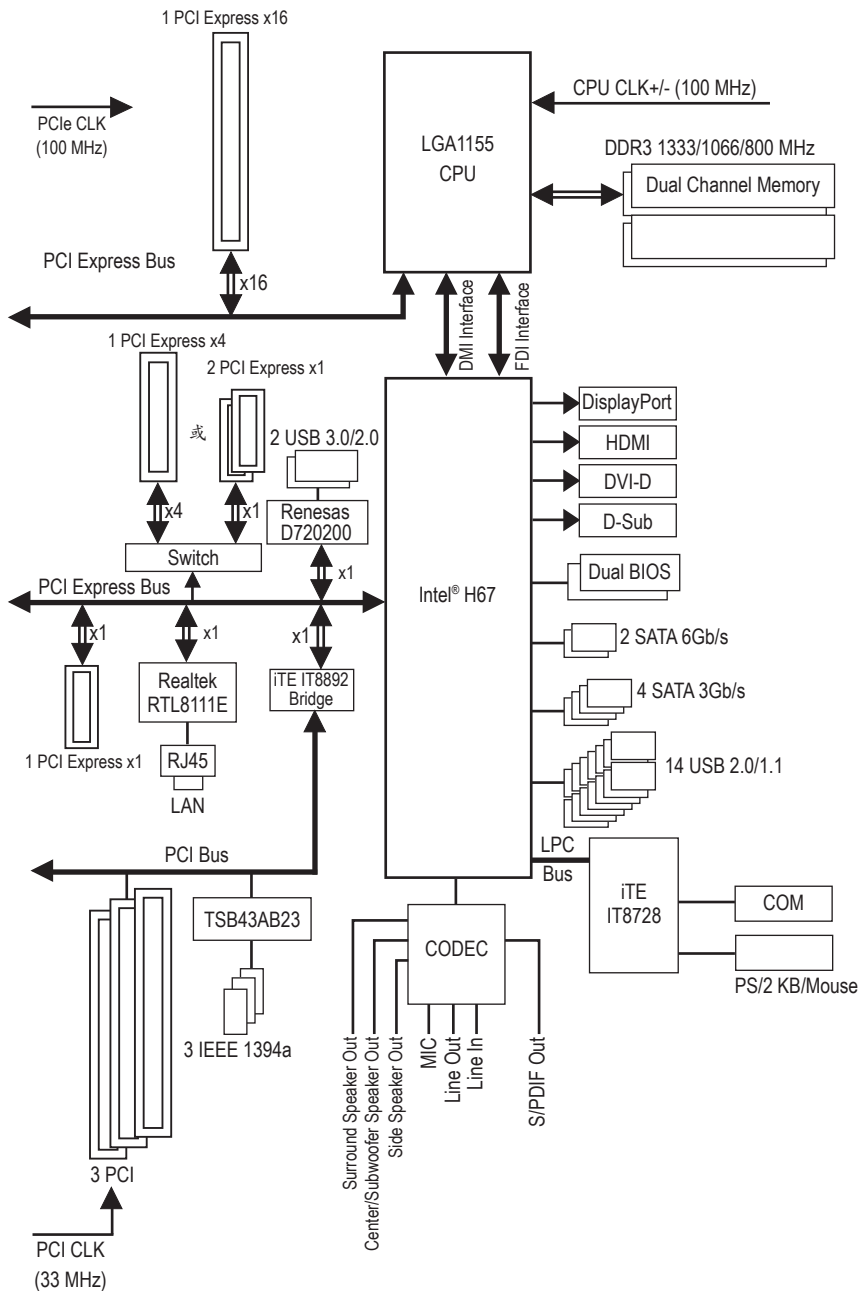 1 PCI Express x16
PCIe CLK
(100 MHz)
LGA1155
CPU
CPU CLK+/- (100 MHz)
DDR3 1333/1066/800 MHz
Dual Channel Memory
PCI Express Bus
x16
DMI Interface
FDI Interface
1 PCI Express x4
2 PCI Express x1
或
2 USB 3.0/2.0
x4
x1
Renesas
D720200
Switch
x1
PCI Express Bus
Intel® H67
DisplayPort
HDMI
DVI-D
D-Sub
Dual BIOS
2 SATA 6Gb/s
4 SATA 3Gb/s
14 USB 2.0/1.1
x1
x1
x1
Realtek
RTL8111E
iTE IT8892
Bridge
1 PCI Express x1
RJ45
LAN
PCI Bus
LPC
Bus
iTE
IT8728
COM
PS/2 KB/Mouse
TSB43AB23
3 IEEE 1394a
CODEC
Surround Speaker Out
Center/Subwoofer Speaker Out
Side Speaker Out
MIC
Line Out
Line In
S/PDIF Out
3 PCI
PCI CLK
(33 MHz)